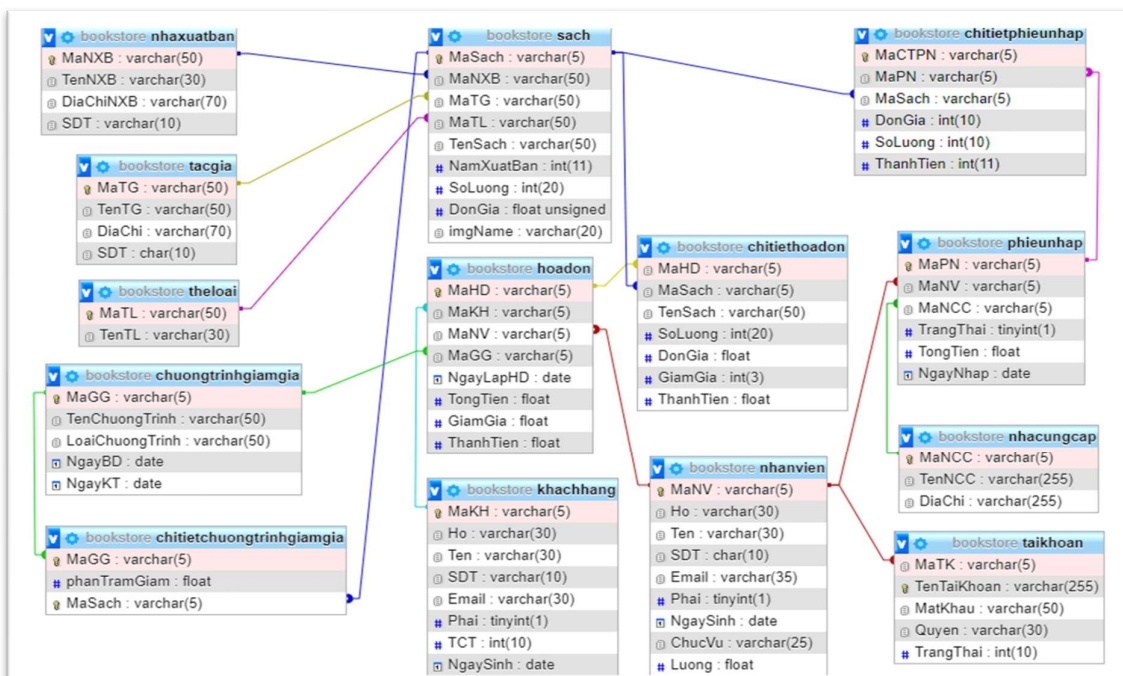 bookstore nhaxuatban
MaNXB : varchar(50)
TenNXB : varchar(30)
DiaChiNXB : varchar(70)
SDT : varchar(10)
bookstore tacgia
MaTG : varchar(50)
TenTG : varchar(50)
DiaChi : varchar(70)
SDT : char(10)
bookstore theloai
MaTL : varchar(50)
TenTL : varchar(30)
bookstore chuongtrinhgiamgia
MaGG : varchar(5)
TenChuongTrinh : varchar(50)
LoaiChuongTrinh : varchar(50)
NgayBD : date
NgayKT : date
bookstore chitietchuongtrinhgiamgia
MaGG : varchar(5)
phanTramGiam : float
MaSach : varchar(5)
bookstore sach
MaSach : varchar(5)
MaNXB : varchar(50)
MaTG : varchar(50)
MaTL : varchar(50)
TenSach : varchar(50)
NamXuatBan : int(11)
SoLuong : int(20)
DonGia : float unsigned
imgName : varchar(20)
bookstore hoadon
MaHD : varchar(5)
MaKH : varchar(5)
MaNV : varchar(5)
MaGG : varchar(5)
NgayLapHD : date
TongTien : float
GiamGia : float
ThanhTien : float
bookstore khachhang
MaKH : varchar(5)
Ho : varchar(30)
Ten : varchar(30)
SDT : varchar(10)
Email : varchar(30)
Phai : tinyint(1)
TCT : int(10)
NgaySinh : date
bookstore chitiethoadon
MaHD : varchar(5)
MaSach : varchar(5)
TenSach : varchar(50)
SoLuong : int(20)
DonGia : float
GiamGia : int(3)
ThanhTien : float
bookstore nhanvien
MaNV : varchar(5)
Ho : varchar(30)
Ten : varchar(30)
SDT : char(10)
Email : varchar(35)
Phai : tinyint(1)
NgaySinh : date
ChucVu : varchar(25)
Luong : float
bookstore chitietphieunhap
MaCTPN : varchar(5)
MaPN : varchar(5)
MaSach : varchar(5)
DonGia : int(10)
SoLuong : int(10)
ThanhTien : int(11)
bookstore phieunhap
MaPN : varchar(5)
MaNV : varchar(5)
MaNCC : varchar(5)
TrangThai : tinyint(1)
TongTien : float
NgayNhap : date
bookstore nhacungcap
MaNCC : varchar(5)
TenNCC : varchar(255)
DiaChi : varchar(255)
bookstore taikhoan
MaTK : varchar(5)
TenTaiKhoan : varchar(255)
MatKhau : varchar(50)
Quyen : varchar(30)
TrangThai : int(10)